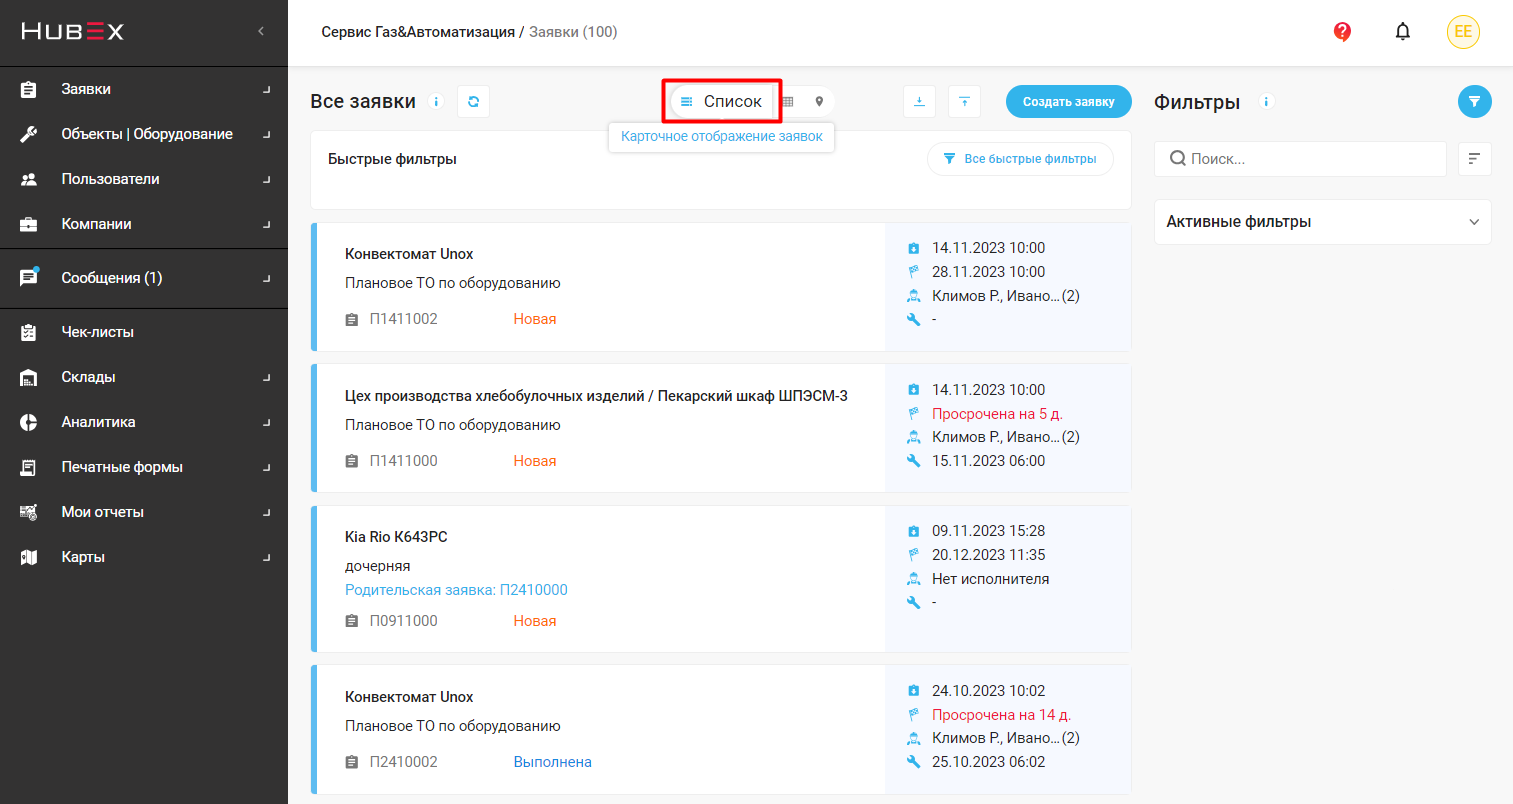 HUBEX
Сервис Газ&Автоматизация / Заявки (100)
?
EE
Заявки
Объекты | Оборудование
Пользователи
Компании
Сообщения (1)
Чек-листы
Склады
Аналитика
Печатные формы
Мои отчеты
Карты
Все заявки
Список
Создать заявку
Карточное отображение заявок
Быстрые фильтры
Все быстрые фильтры
Конвектомат Unox
Плановое ТО по оборудованию
П1411002 Новая
14.11.2023 10:00
28.11.2023 10:00
Климов Р., Ивано... (2)
-
Цех производства хлебобулочных изделий / Пекарский шкаф ШПЭСМ-3
Плановое ТО по оборудованию
П1411000 Новая
14.11.2023 10:00
Просрочена на 5 д.
Климов Р., Ивано... (2)
15.11.2023 06:00
Kia Rio К643РС
дочерняя
Родительская заявка: П2410000
П0911000 Новая
09.11.2023 15:28
20.12.2023 11:35
Нет исполнителя
-
Конвектомат Unox
Плановое ТО по оборудованию
П2410002 Выполнена
24.10.2023 10:02
Просрочена на 14 д.
Климов Р., Ивано... (2)
25.10.2023 06:02
Фильтры
Поиск...
Активные фильтры